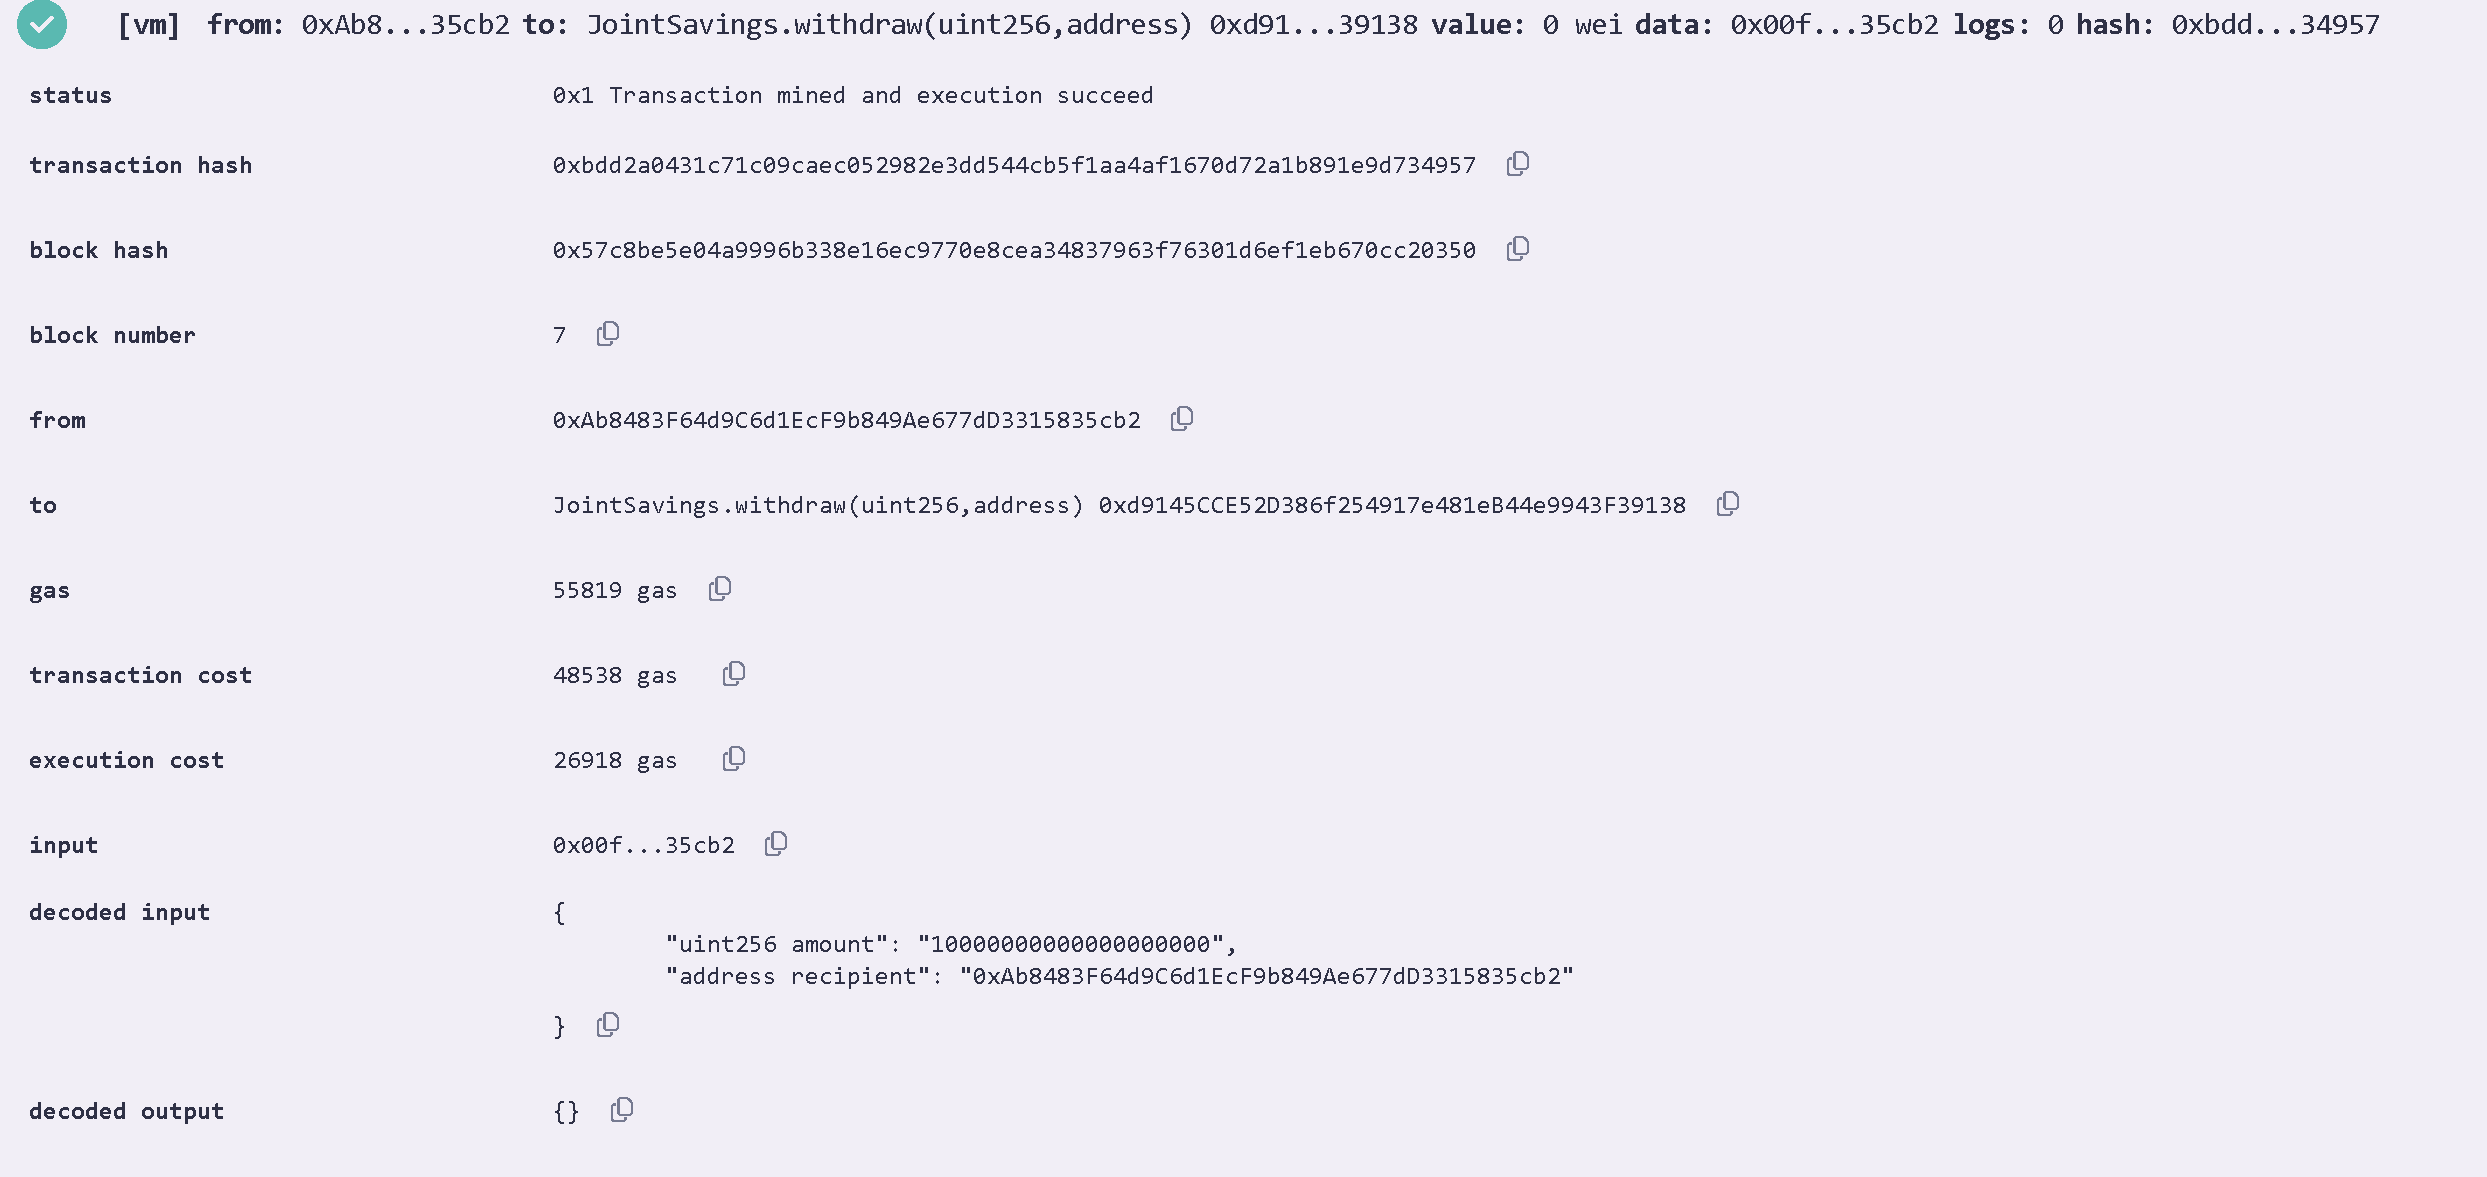 [vm] from: 0xAb8...35cb2 to: JointSavings.withdraw(uint256,address) 0xd91...39138 value: 0 wei data: 0x00f...35cb2 logs: 0 hash: 0xbdd...34957
status 0x1 Transaction mined and execution succeed
transaction hash 0xbdd2a0431c71c09caec052982e3dd544cb5f1aa4af1670d72a1b891e9d734957
block hash 0x57c8be5e04a9996b338e16ec9770e8cea34837963f76301d6ef1eb670cc20350
block number 7
from 0xAb8483F64d9C6d1EcF9b849Ae677dD3315835cb2
to JointSavings.withdraw(uint256,address) 0xd9145CCE52D386f254917e481eB44e9943F39138
gas 55819 gas
transaction cost 48538 gas
execution cost 26918 gas
input 0x00f...35cb2
decoded input {
"uint256 amount": "10000000000000000000",
"address recipient": "0xAb8483F64d9C6d1EcF9b849Ae677dD3315835cb2"
}
decoded output {}